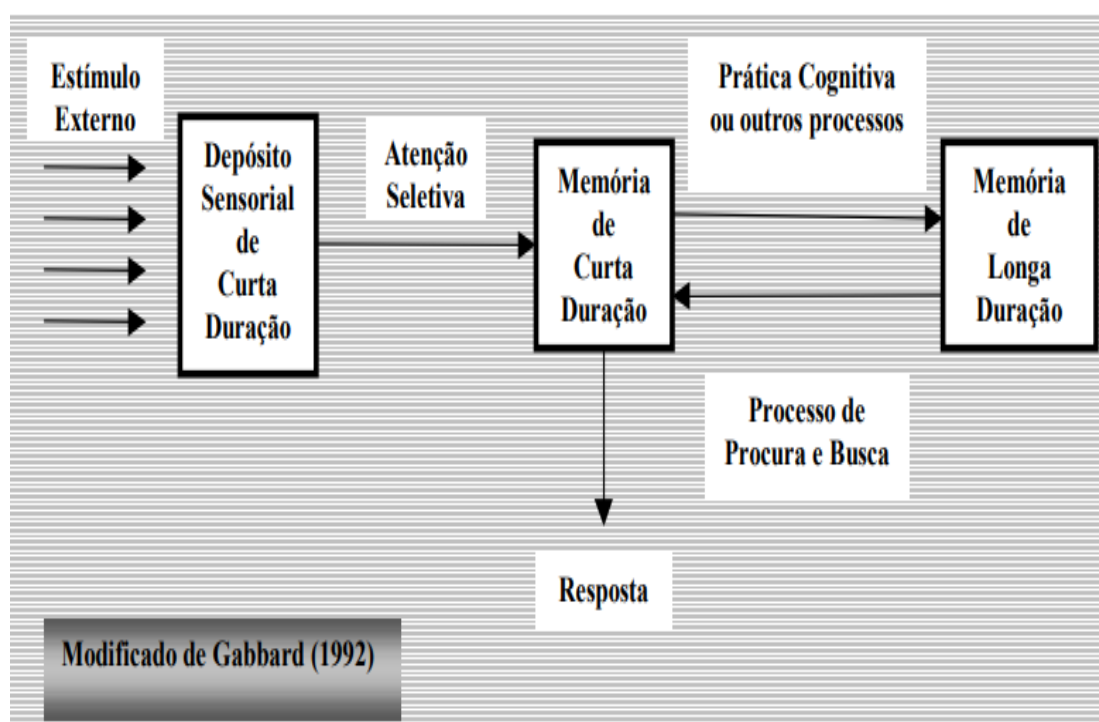 Estímulo
Externo
Depósito
Sensorial
de
Curta
Duração
Atenção
Seletiva
Memória
de
Curta
Duração
Prática Cognitiva
ou outros processos
Memória
de
Longa
Duração
Processo de
Procura e Busca
Resposta
Modificado de Gabbard (1992)